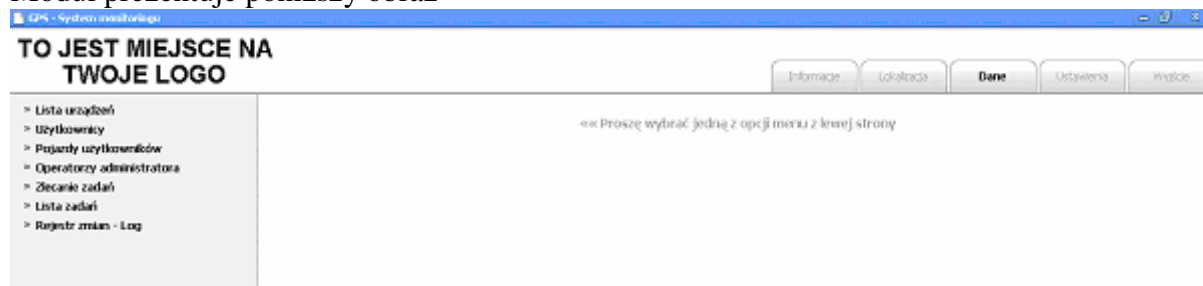 Moduł prezentuje poniższy obraz
GPS - System monitoringu
TO JEST MIEJSCE NA
TWOJE LOGO
Informacje Lokalizacja Dane Ustawienia Wyjście
» Lista urządzeń
» Użytkownicy
» Pojazdy użytkowników
» Operatorzy administratora
» Zlecanie zadań
» Lista zadań
» Rejestr zmian - Log
«« Proszę wybrać jedną z opcji menu z lewej strony